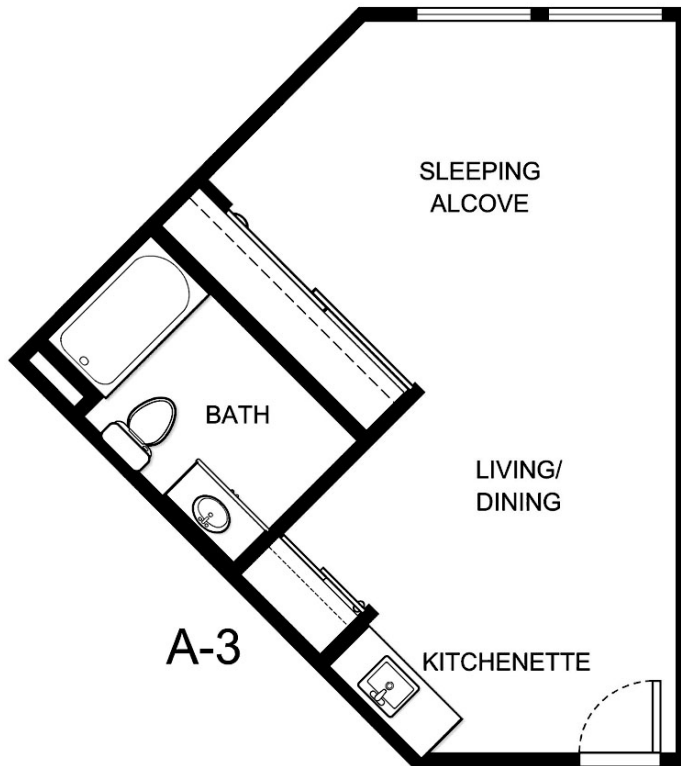 SLEEPING
ALCOVE
BATH
LIVING/
DINING
A-3
KITCHENETTE